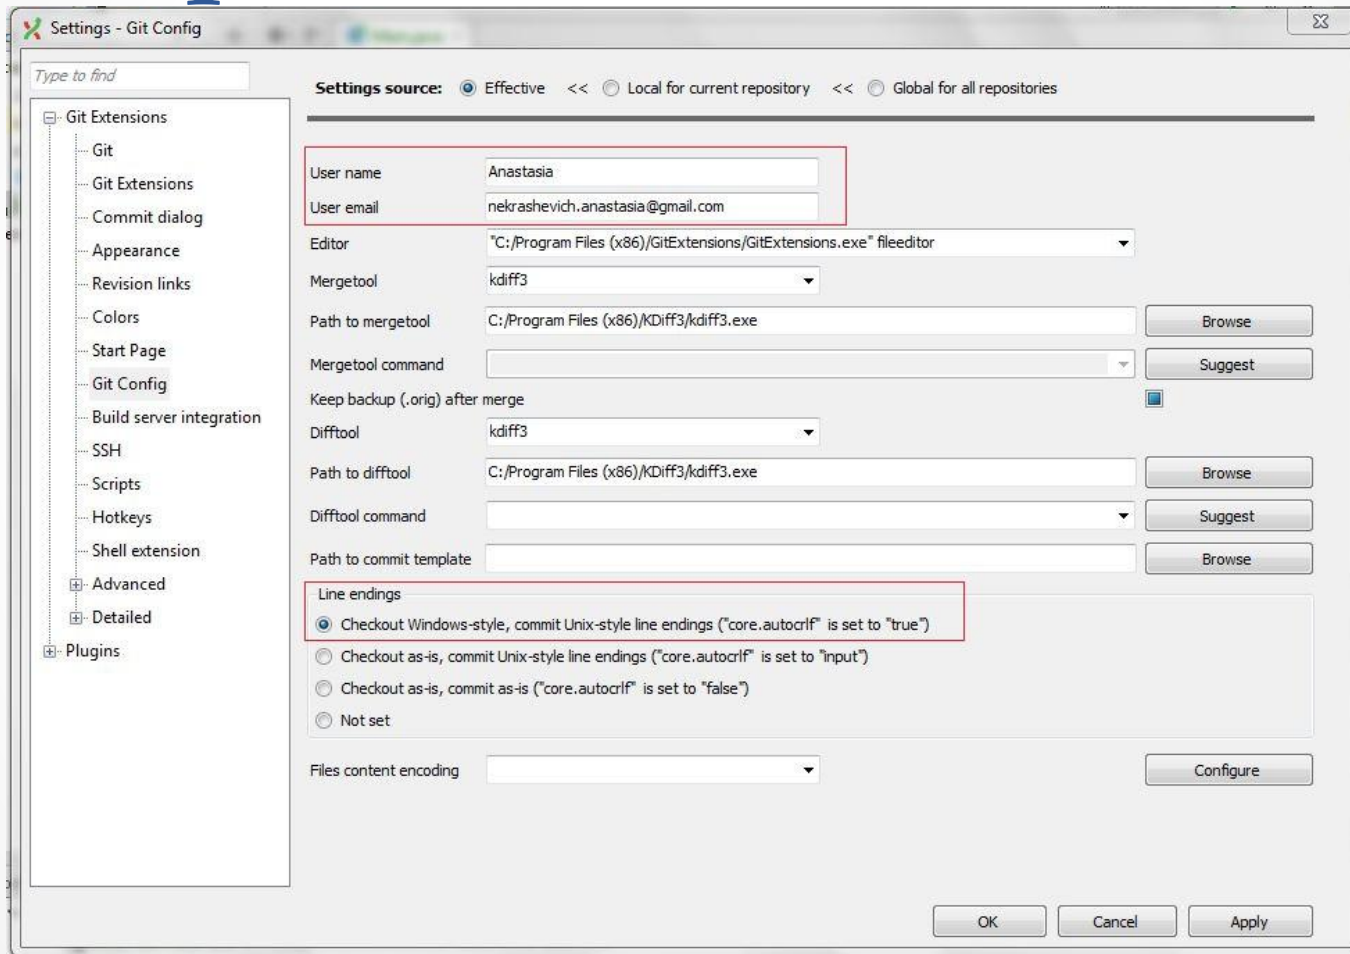 Settings - Git Config
Type to find
Settings source: Effective << Local for current repository << Global for all repositories
Git Extensions
Git
Git Extensions
Commit dialog
Appearance
Revision links
Colors
Start Page
Git Config
Build server integration
SSH
Scripts
Hotkeys
Shell extension
Advanced
Detailed
Plugins
User name Anastasia
User email nekrashevich.anastasia@gmail.com
Editor "C:/Program Files (x86)/GitExtensions/GitExtensions.exe" fileeditor
Mergetool kdiff3
Path to mergetool C:/Program Files (x86)/KDiff3/kdiff3.exe Browse
Mergetool command Suggest
Keep backup (.orig) after merge
Difftool kdiff3
Path to difftool C:/Program Files (x86)/KDiff3/kdiff3.exe Browse
Difftool command Suggest
Path to commit template Browse
Line endings
Checkout Windows-style, commit Unix-style line endings ("core.autocrlf" is set to "true")
Checkout as-is, commit Unix-style line endings ("core.autocrlf" is set to "input")
Checkout as-is, commit as-is ("core.autocrlf" is set to "false")
Not set
Files content encoding Configure
OK Cancel Apply